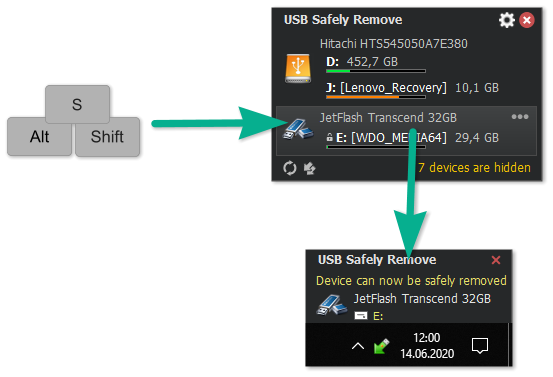 S
Alt
Shift
USB Safely Remove
Hitachi HTS545050A7E380
D: 452,7 GB
J: [Lenovo_Recovery] 10,1 GB
JetFlash Transcend 32GB
E: [WDO_MEDIA64] 29,4 GB
7 devices are hidden
USB Safely Remove
Device can now be safely removed
JetFlash Transcend 32GB
E:
12:00
14.06.2020